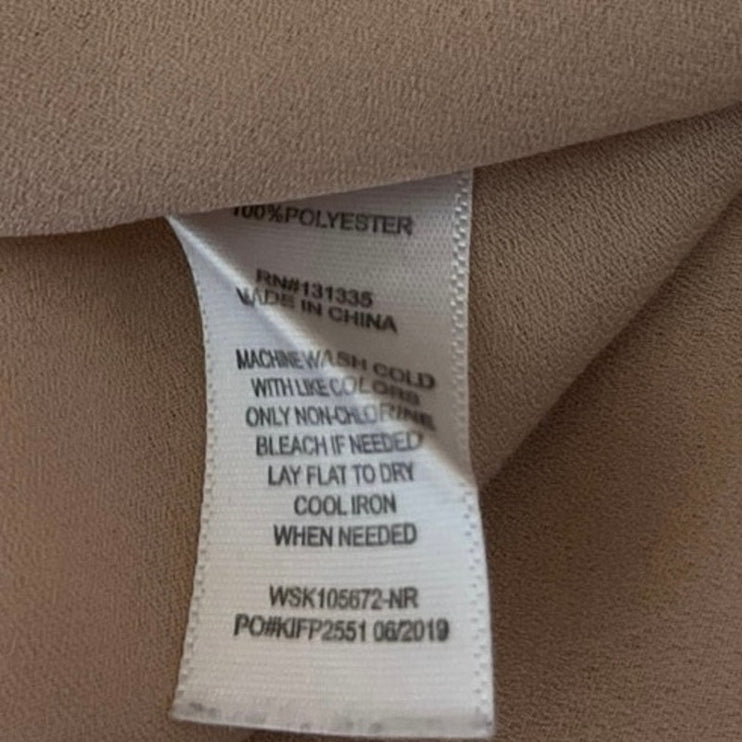 100%POLYESTER
RN#131335
MADE IN CHINA
MACHINE WASH COLD
WITH LIKE COLORS
ONLY NON-CHLORINE
BLEACH IF NEEDED
LAY FLAT TO DRY
COOL IRON
WHEN NEEDED
WSK105672-NR
PO#KIFP2551 06/2019